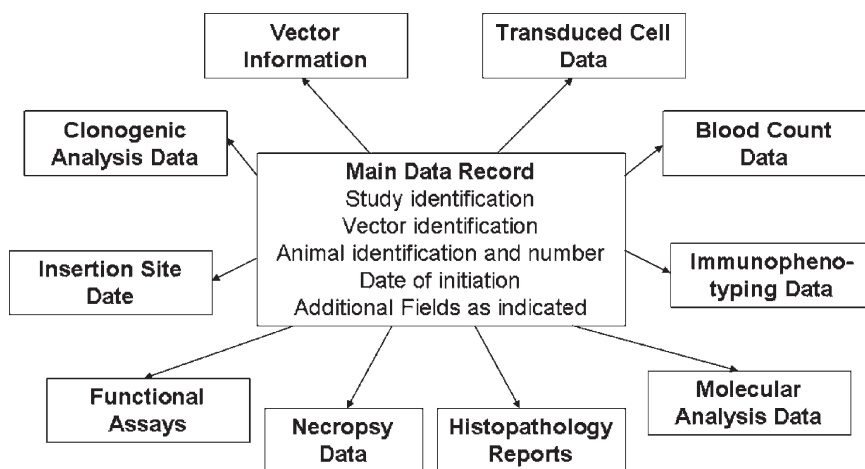 Vector
Information
Transduced Cell
Data
Clonogenic
Analysis Data
Blood Count
Data
Main Data Record
Study identification
Vector identification
Animal identification and number
Date of initiation
Additional Fields as indicated
Insertion Site
Date
Immunopheno-
typing Data
Functional
Assays
Necropsy
Data
Histopathology
Reports
Molecular
Analysis Data